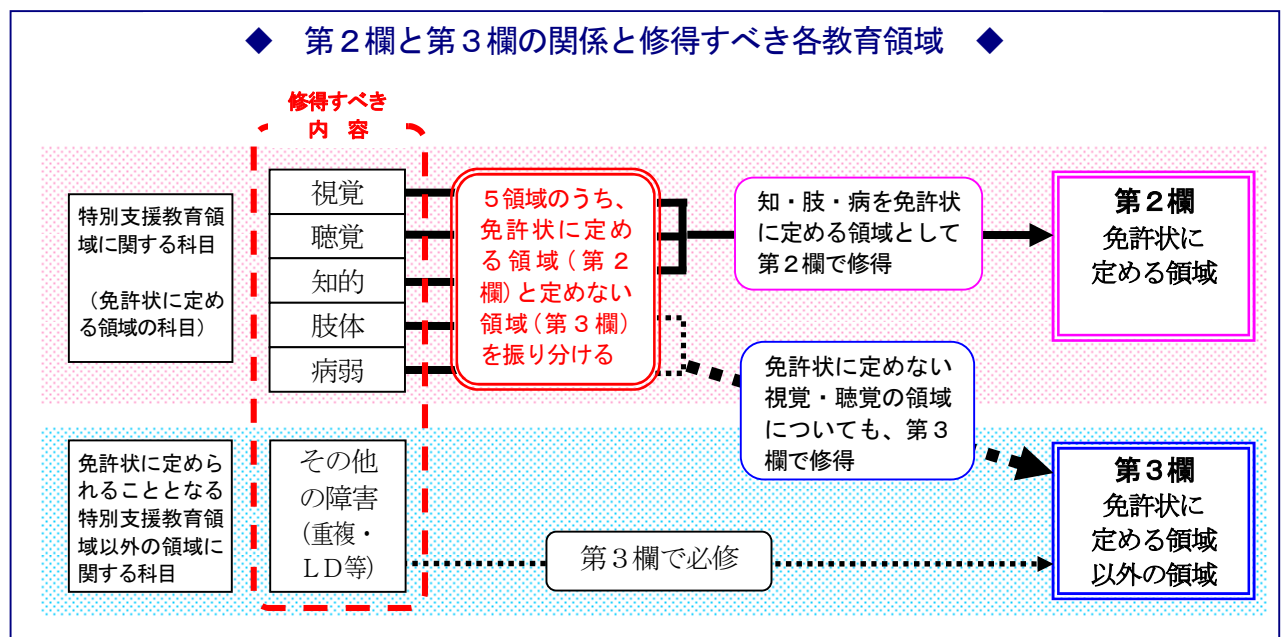 ◆ 第２欄と第３欄の関係と修得すべき各教育領域 ◆
修得すべき
内 容
特別支援教育領
域に関する科目
（免許状に定め
る領域の科目）
視覚
聴覚
知的
肢体
病弱
５領域のうち、
免許状に定め
る領域（第２
欄）と定めない
領域（第３欄）
を振り分ける
知・肢・病を免許状
に定める領域として
第２欄で修得
第２欄
免許状に
定める領域
免許状に定めない
視覚・聴覚の領域
についても、第３
欄で修得
免許状に定めら
れることとなる
特別支援教育領
域以外の領域に
関する科目
その他
の障害
（重複・
ＬＤ等）
第３欄で必修
第３欄
免許状に
定める領域
以外の領域